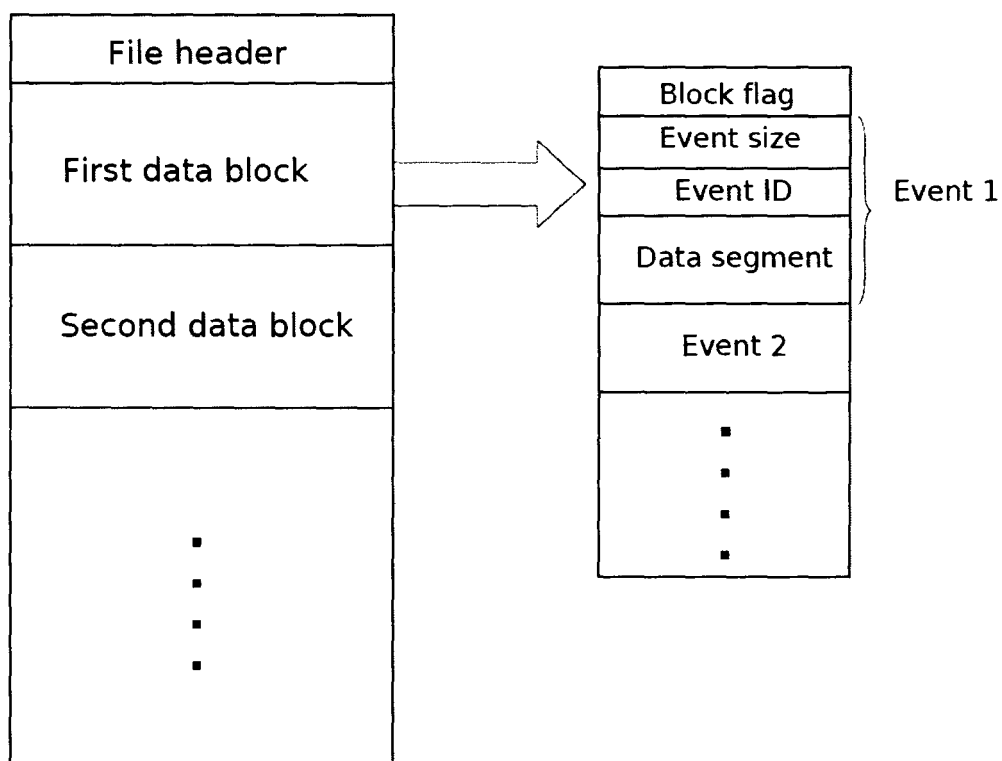 File header
First data block
Second data block
Block flag
Event size
Event ID
Data segment
Event 1
Event 2